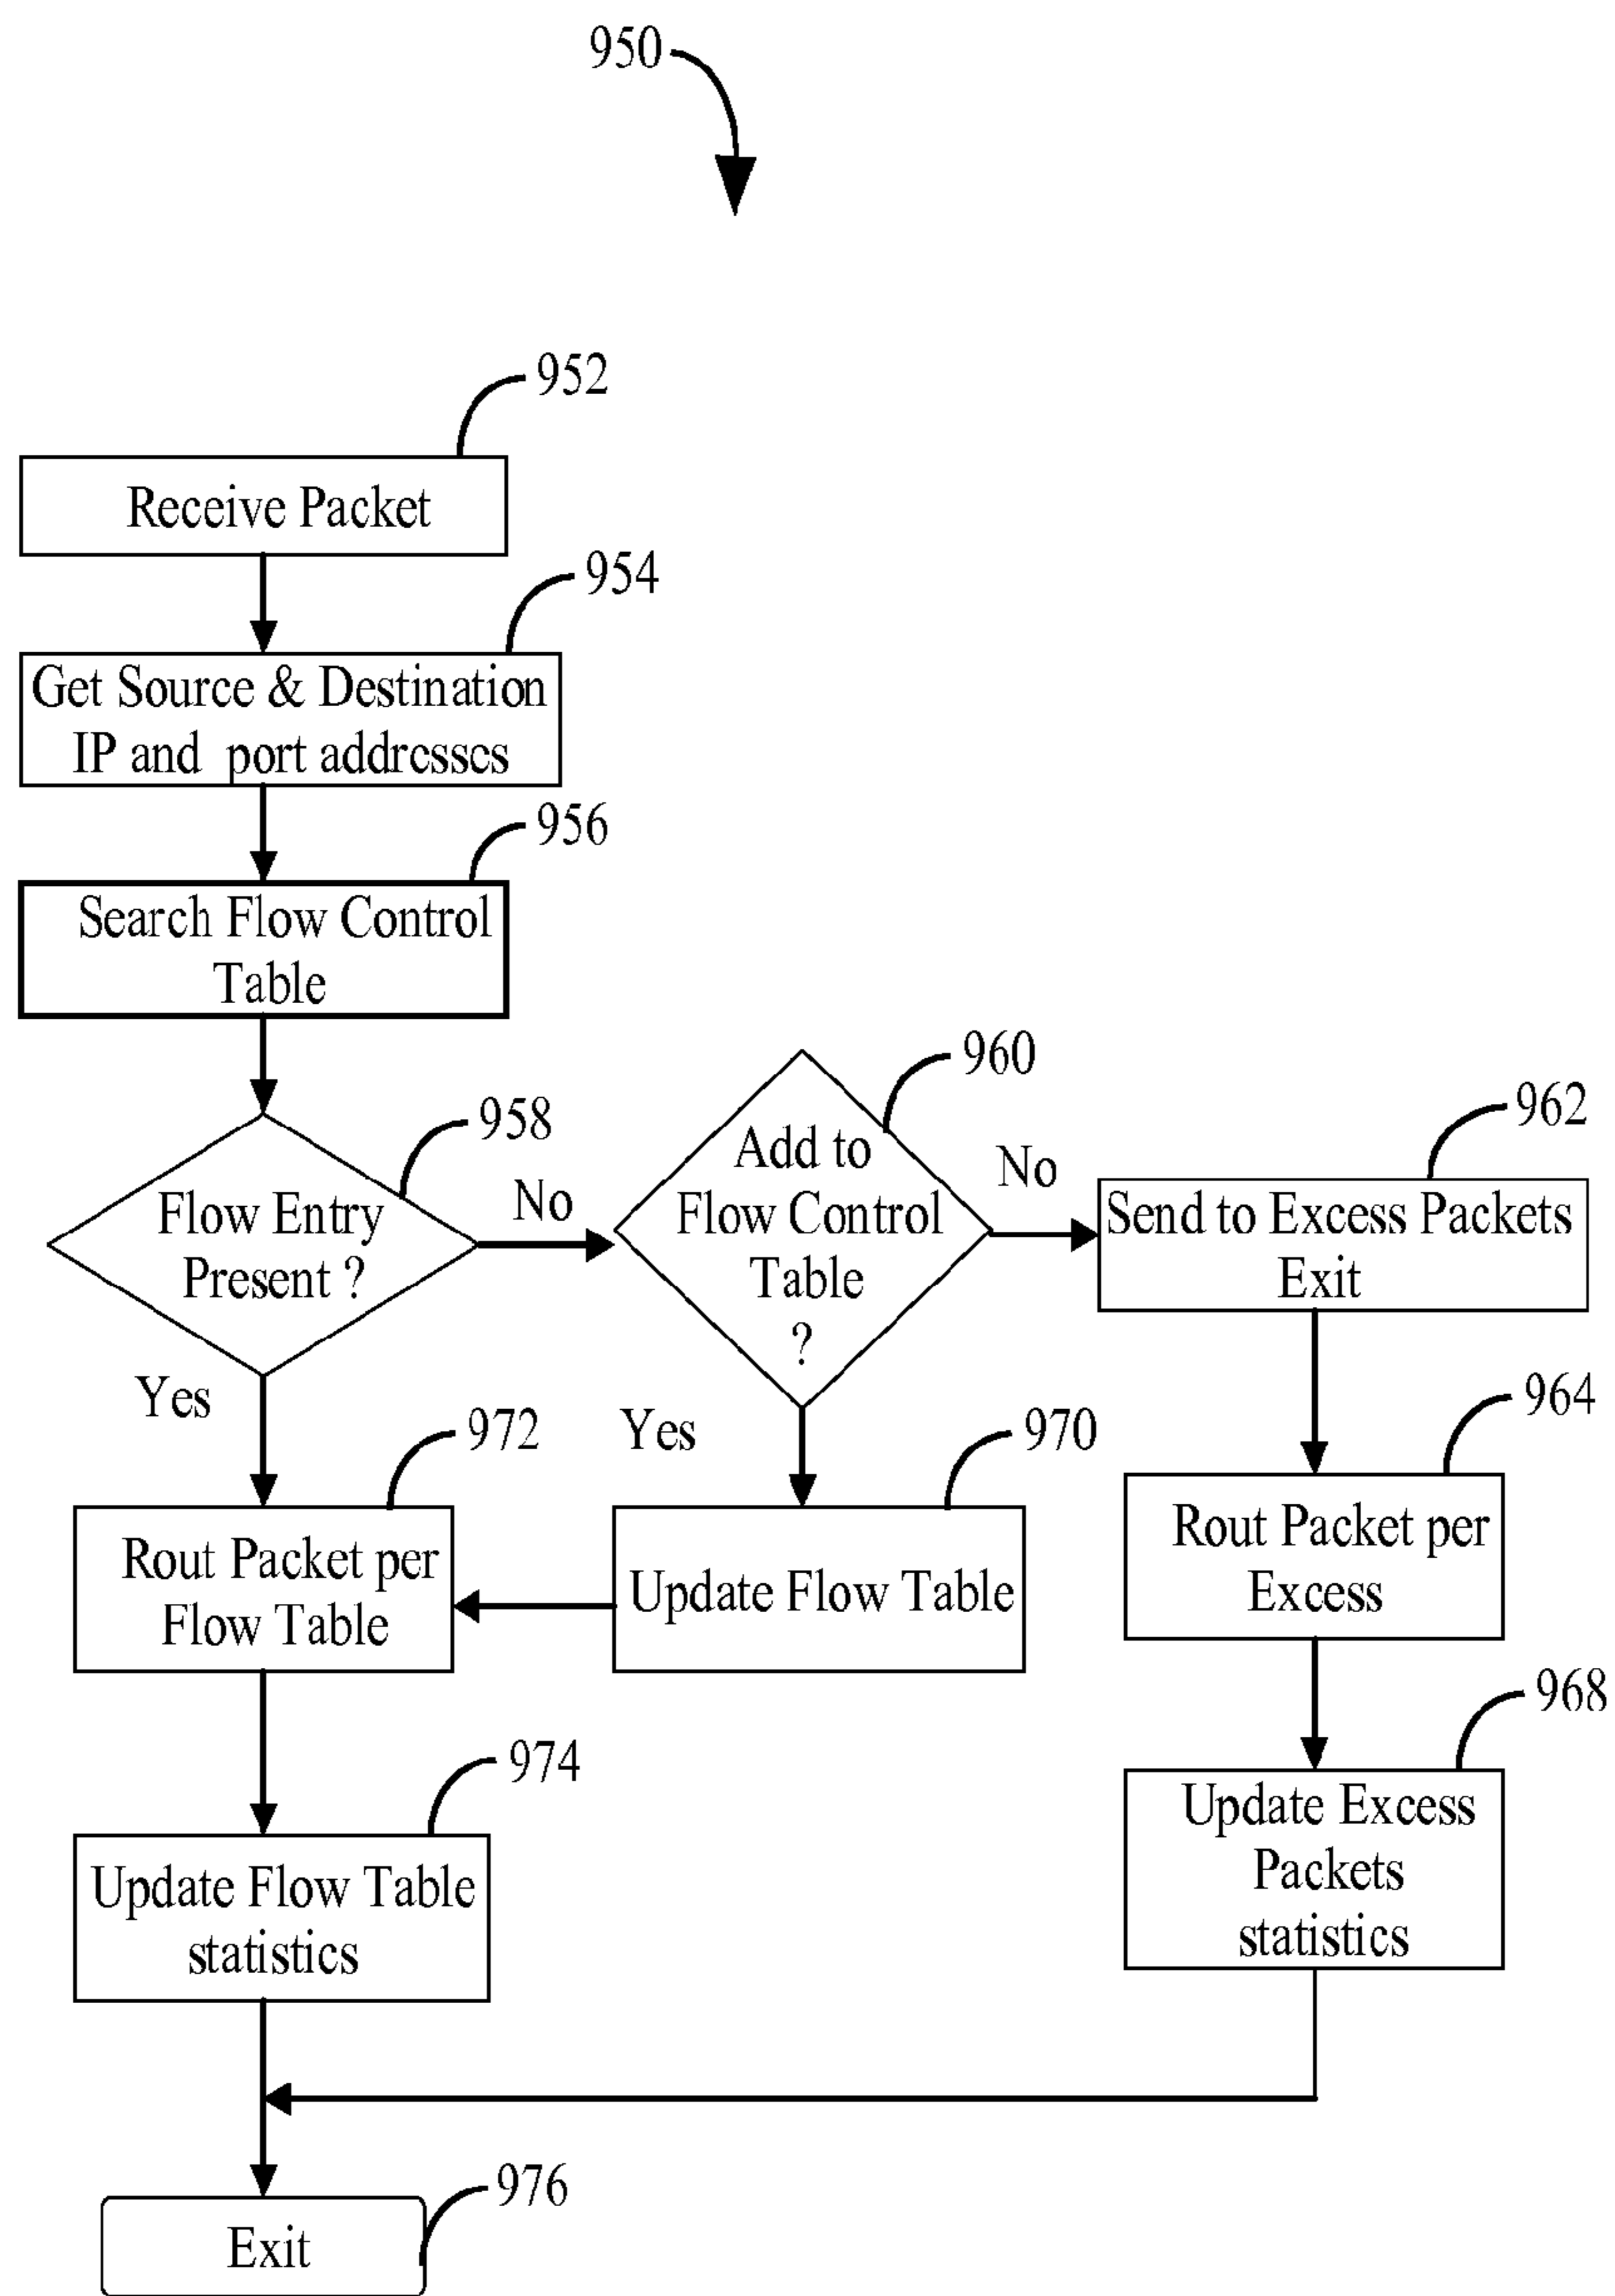 950
952
Receive Packet
954
Get Source & Destination
IP and port addresses
956
Search Flow Control
Table
958
Flow Entry
Present ?
No
Yes
960
Add to
Flow Control
Table
?
No
Yes
962
Send to Excess Packets
Exit
964
Rout Packet per
Excess
968
Update Excess
Packets
statistics
970
Update Flow Table
972
Rout Packet per
Flow Table
974
Update Flow Table
statistics
976
Exit